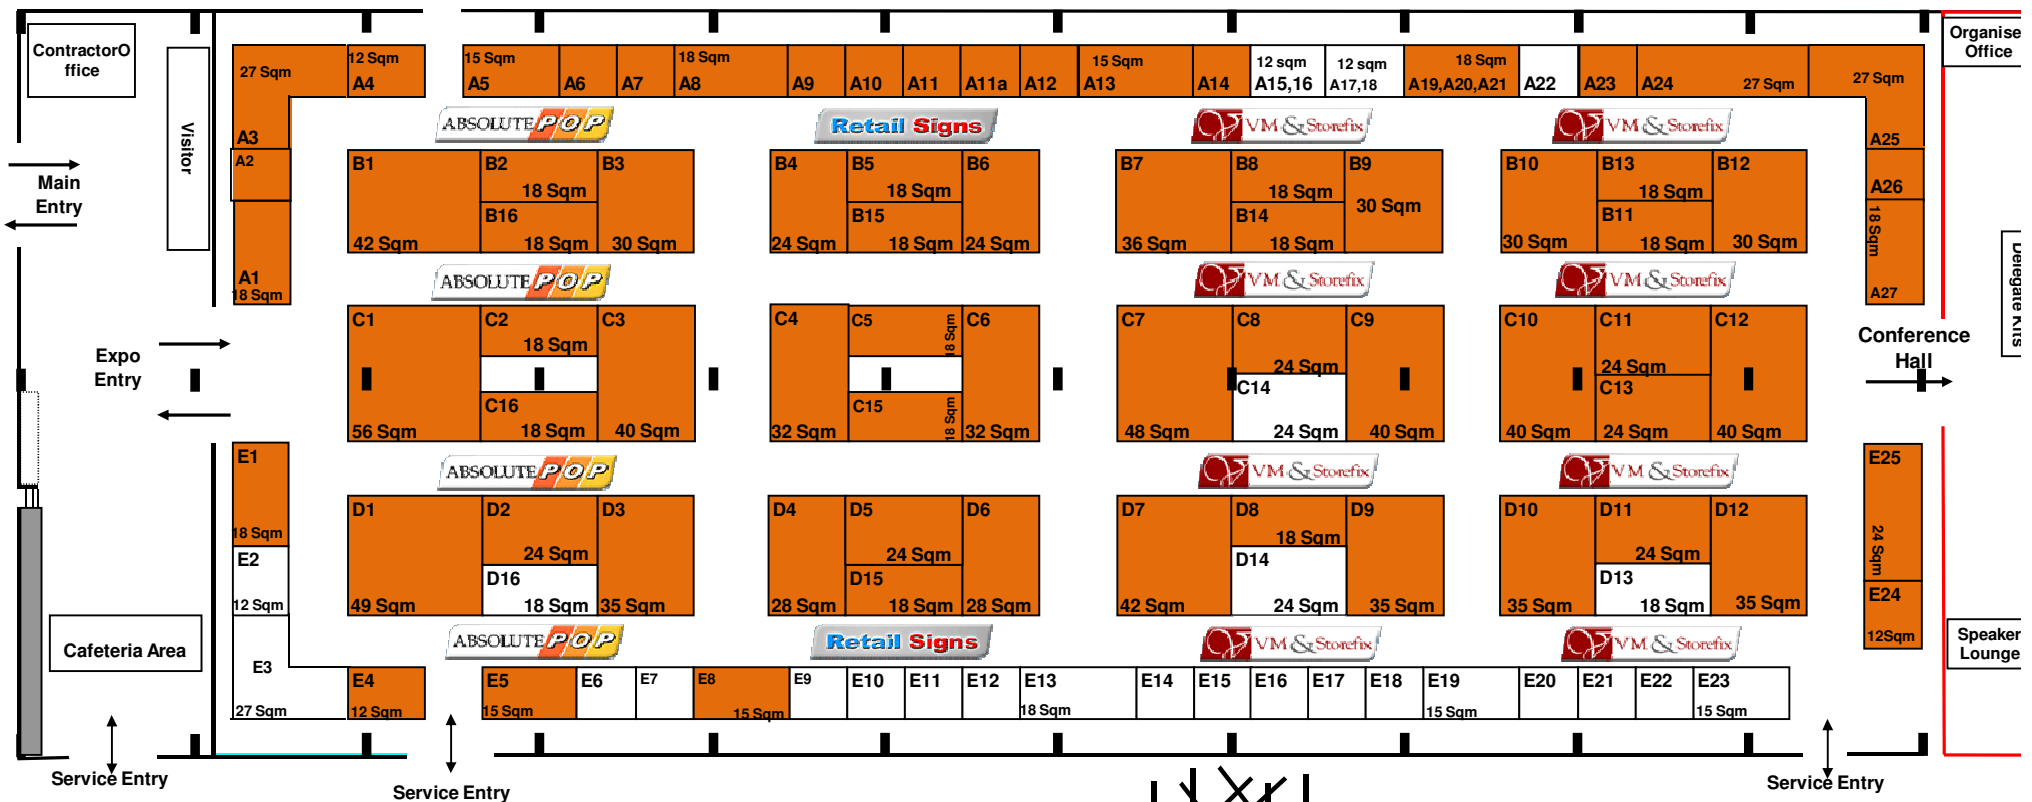 ContractorO
ffice
Visitor
Main
Entry
Expo
Entry
Cafeteria Area
Service Entry
Service Entry
Service Entry
27 Sqm
A3
12 Sqm
A4
15 Sqm
A5
A6
A7
18 Sqm
A8
A9
A10
A11
A11a
A12
15 Sqm
A13
A14
12 sqm
A15,16
12 sqm
A17,18
18 Sqm
A19,A20,A21
A22
A23
A24
27 Sqm
27 Sqm
A25
Organise
Office
A2
A1
18 Sqm
A26
18 Sqm
A27
ABSOLUTE POP
Retail Signs
VM & Storefix
VM & Storefix
B1
42 Sqm
B2
18 Sqm
B16
18 Sqm
B3
30 Sqm
B4
24 Sqm
B5
18 Sqm
B15
18 Sqm
B6
24 Sqm
B7
36 Sqm
B8
18 Sqm
B14
18 Sqm
B9
30 Sqm
B10
30 Sqm
B13
18 Sqm
B11
18 Sqm
B12
30 Sqm
ABSOLUTE POP
VM & Storefix
VM & Storefix
Delegate Kits
C1
56 Sqm
C2
18 Sqm
C16
18 Sqm
C3
40 Sqm
C4
32 Sqm
C5
18 Sqm
C15
18 Sqm
C6
32 Sqm
C7
48 Sqm
C8
24 Sqm
C14
24 Sqm
C9
40 Sqm
C10
40 Sqm
C11
24 Sqm
C13
24 Sqm
C12
40 Sqm
Conference
Hall
ABSOLUTE POP
VM & Storefix
VM & Storefix
E1
18 Sqm
E2
12 Sqm
E3
27 Sqm
D1
49 Sqm
D2
24 Sqm
D16
18 Sqm
D3
35 Sqm
D4
28 Sqm
D5
24 Sqm
D15
18 Sqm
D6
28 Sqm
D7
42 Sqm
D8
18 Sqm
D14
24 Sqm
D9
35 Sqm
D10
35 Sqm
D11
24 Sqm
D13
18 Sqm
D12
35 Sqm
E25
24 Sqm
E24
12Sqm
Speaker
Lounge
ABSOLUTE POP
Retail Signs
VM & Storefix
VM & Storefix
E4
12 Sqm
E5
15 Sqm
E6
E7
E8
15 Sqm
E9
E10
E11
E12
E13
18 Sqm
E14
E15
E16
E17
E18
E19
15 Sqm
E20
E21
E22
E23
15 Sqm